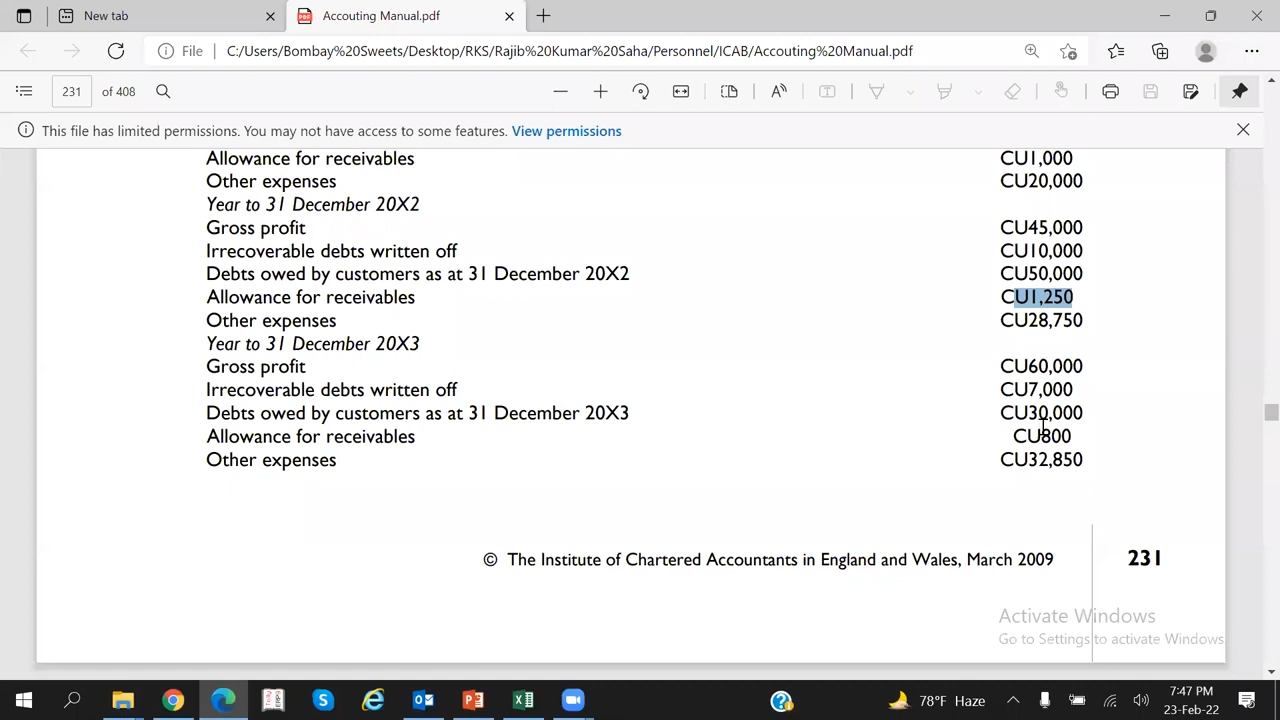 New tab
Accouting Manual.pdf
File
C:/Users/Bombay%20Sweets/Desktop/RKS/Rajib%20Kumar%20Saha/Personnel/ICAB/Accouting%20Manual.pdf
231 of 408
This file has limited permissions. You may not have access to some features. View permissions
Allowance for receivables CU1,000
Other expenses CU20,000
Year to 31 December 20X2
Gross profit CU45,000
Irrecoverable debts written off CU10,000
Debts owed by customers as at 31 December 20X2 CU50,000
Allowance for receivables CU1,250
Other expenses CU28,750
Year to 31 December 20X3
Gross profit CU60,000
Irrecoverable debts written off CU7,000
Debts owed by customers as at 31 December 20X3 CU30,000
Allowance for receivables CU800
Other expenses CU32,850
© The Institute of Chartered Accountants in England and Wales, March 2009 231
Activate Windows
Go to Settings to activate Windows.
78°F Haze
7:47 PM
23-Feb-22